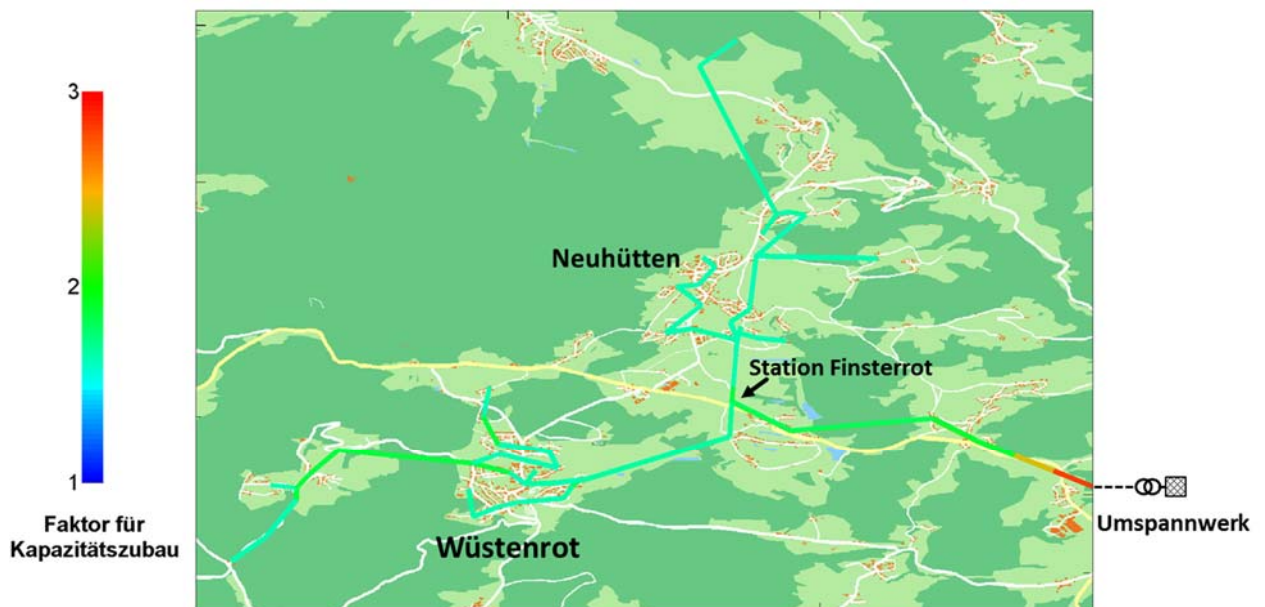 3
2
1
Faktor für
Kapazitätszubau
Neuhütten
Station Finsterrot
Wüstenrot
Umspannwerk